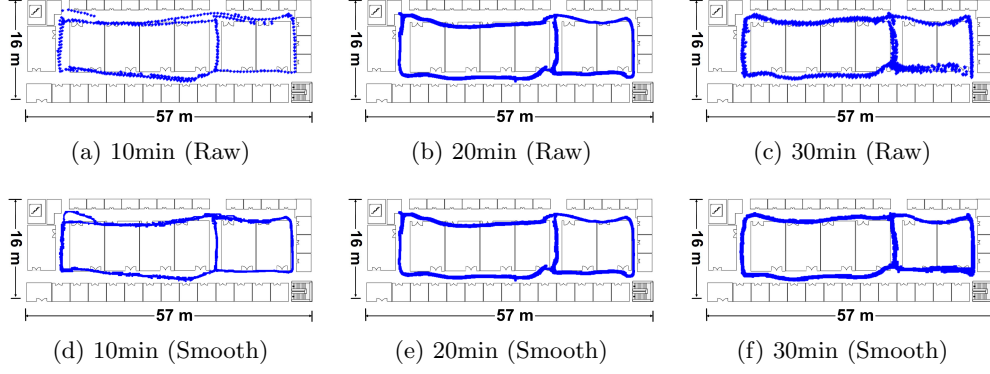 16 m
57 m
(a) 10min (Raw)
16 m
57 m
(b) 20min (Raw)
16 m
57 m
(c) 30min (Raw)
16 m
57 m
(d) 10min (Smooth)
16 m
57 m
(e) 20min (Smooth)
16 m
57 m
(f) 30min (Smooth)